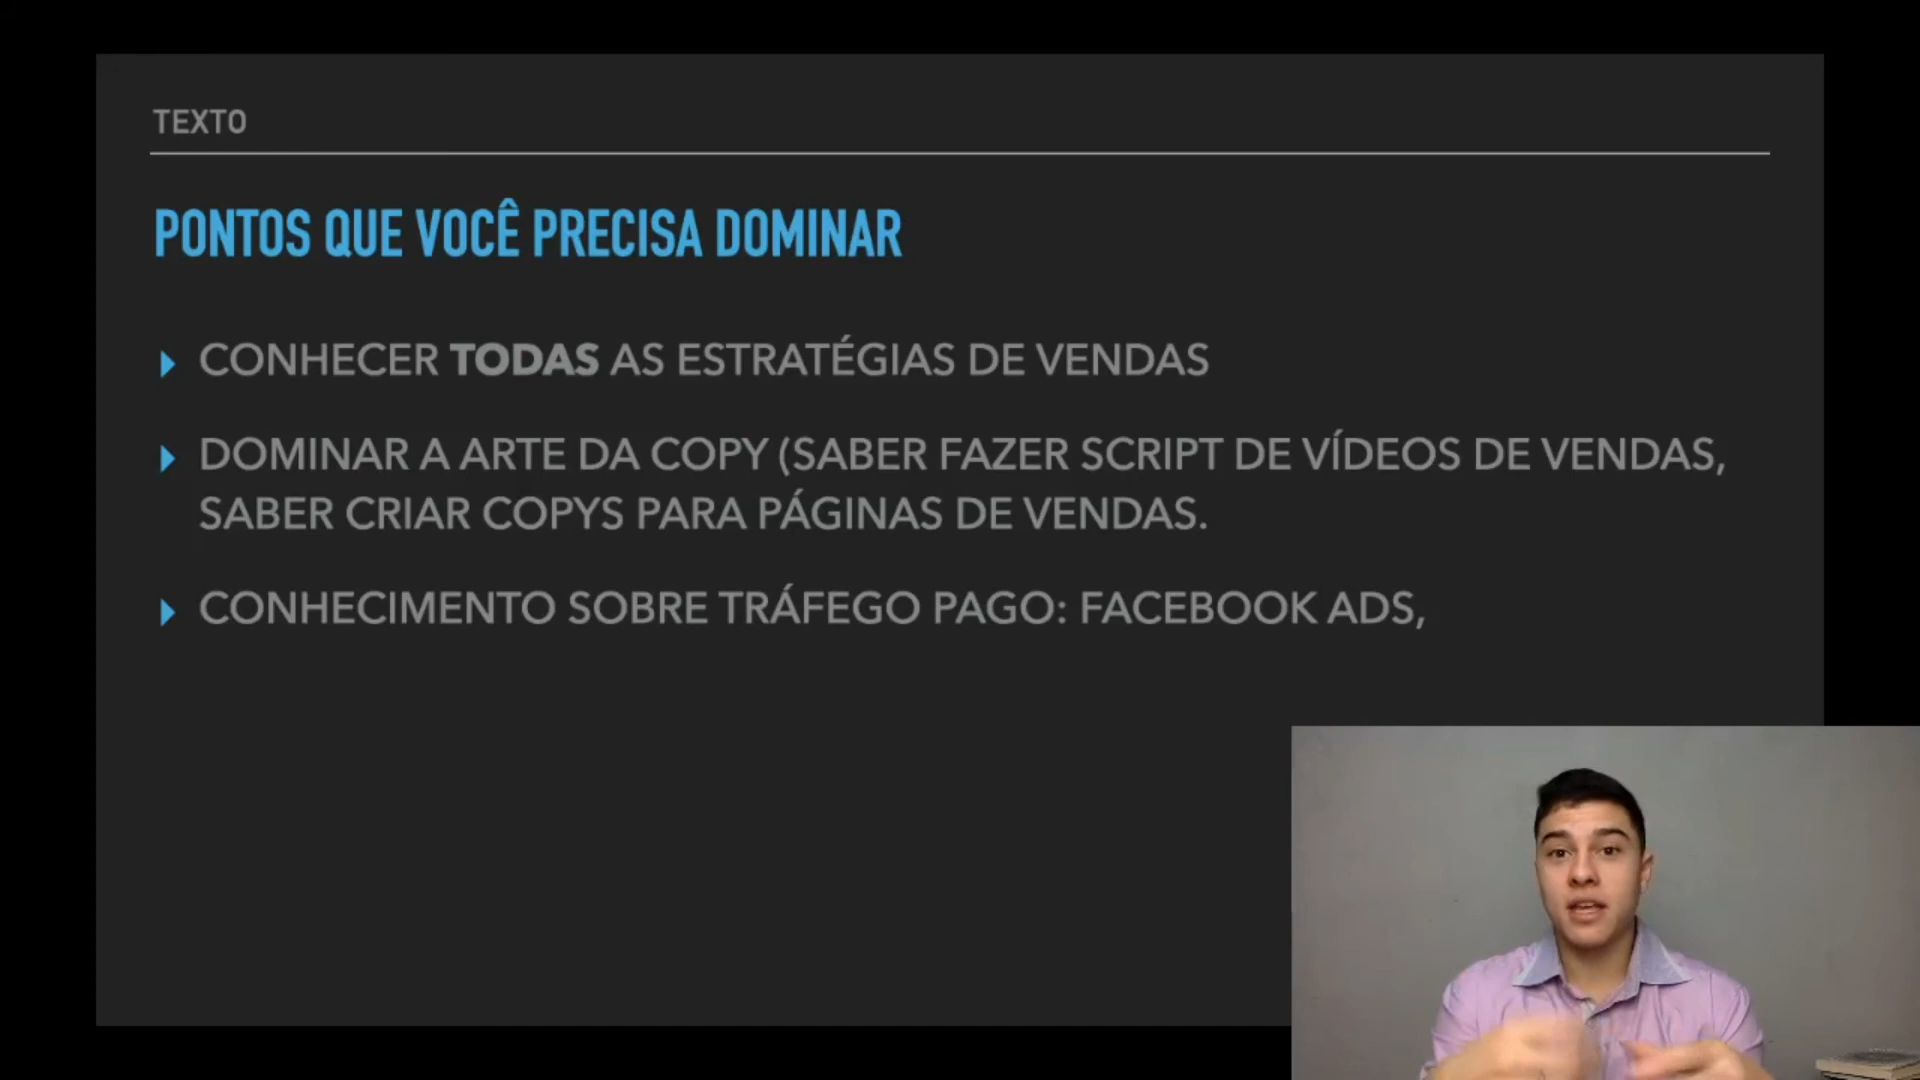 TEXTO
PONTOS QUE VOCÊ PRECISA DOMINAR
CONHECER TODAS AS ESTRATÉGIAS DE VENDAS
DOMINAR A ARTE DA COPY (SABER FAZER SCRIPT DE VÍDEOS DE VENDAS,
SABER CRIAR COPYS PARA PÁGINAS DE VENDAS.
CONHECIMENTO SOBRE TRÁFEGO PAGO: FACEBOOK ADS,